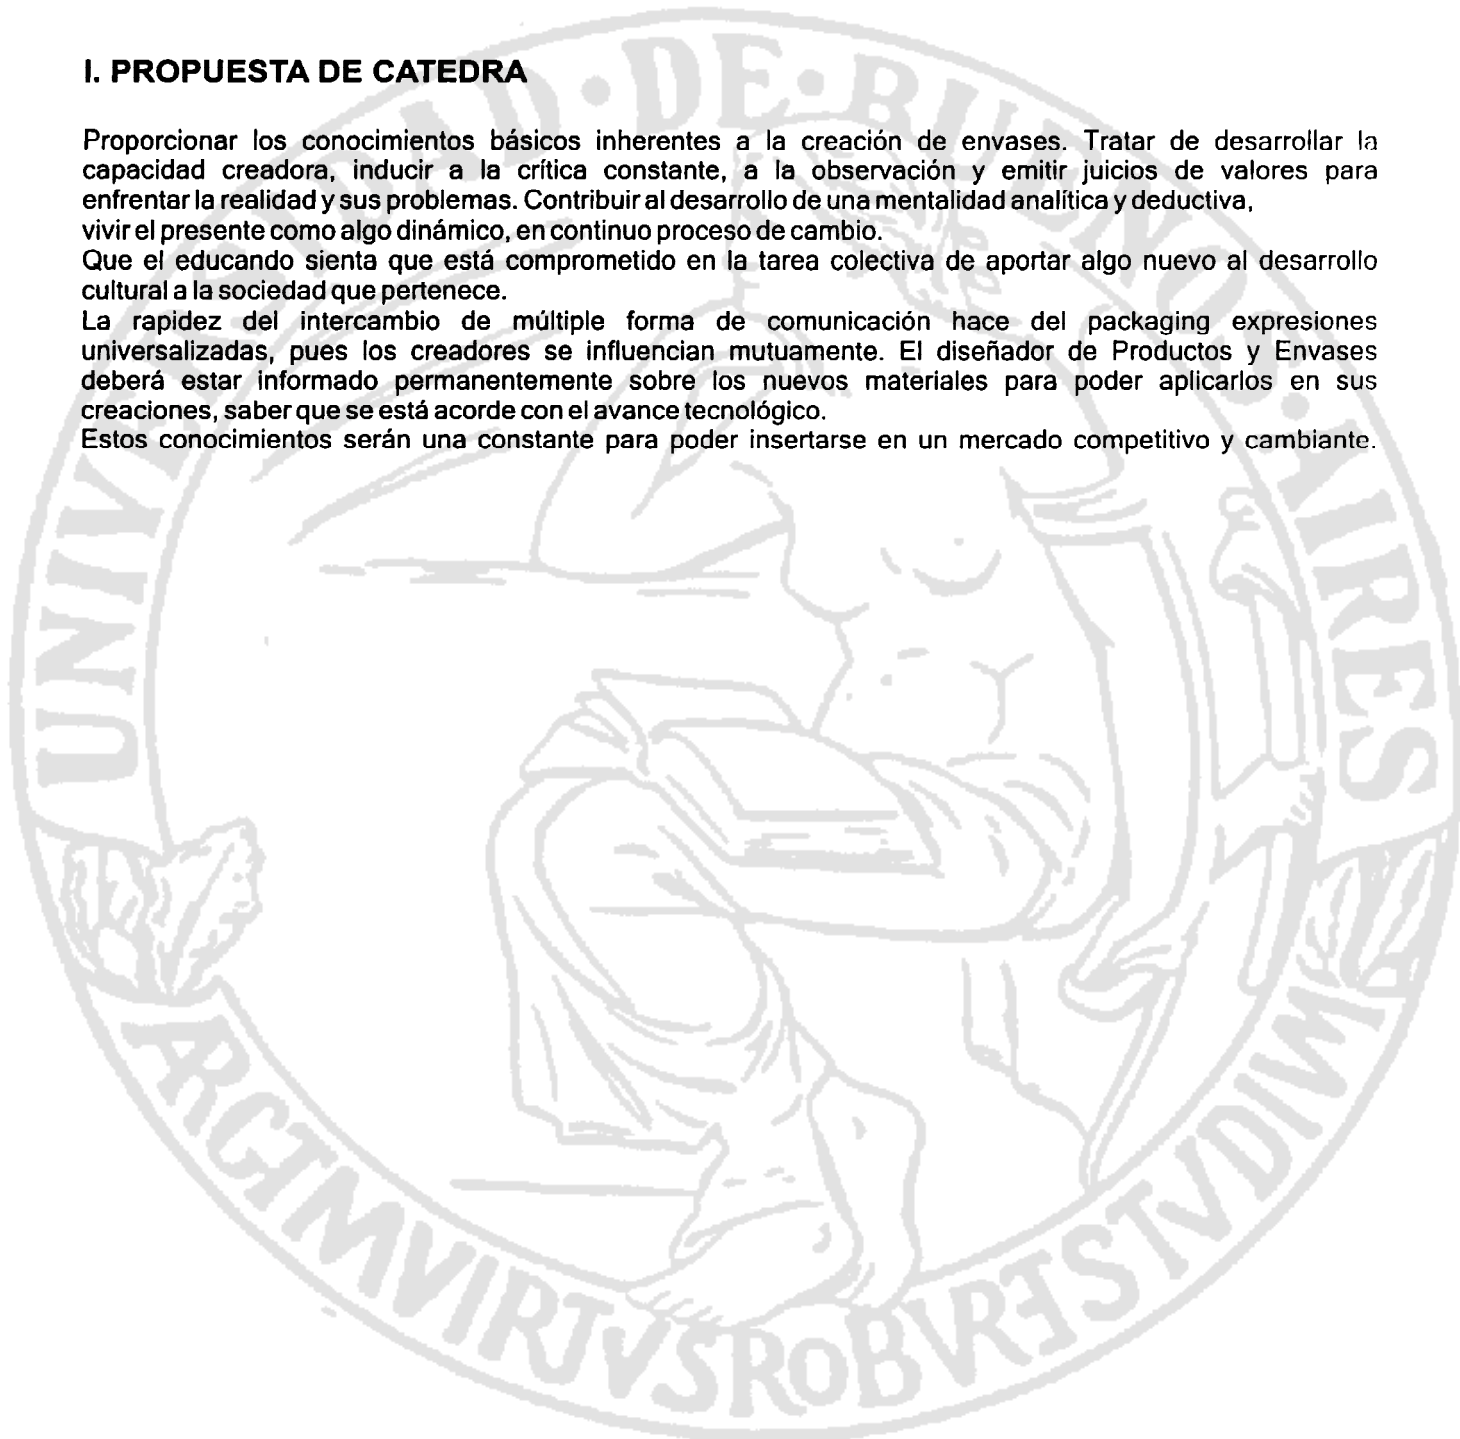 I. PROPUESTA DE CATEDRA
Proporcionar los conocimientos básicos inherentes a la creación de envases. Tratar de desarrollar la
capacidad creadora, inducir a la crítica constante, a la observación y emitir juicios de valores para
enfrentar la realidad y sus problemas. Contribuir al desarrollo de una mentalidad analítica y deductiva,
vivir el presente como algo dinámico, en continuo proceso de cambio.
Que el educando sienta que está comprometido en la tarea colectiva de aportar algo nuevo al desarrollo
cultural a la sociedad que pertenece.
La rapidez del intercambio de múltiple forma de comunicación hace del packaging expresiones
universalizadas, pues los creadores se influencian mutuamente. El diseñador de Productos y Envases
deberá estar informado permanentemente sobre los nuevos materiales para poder aplicarlos en sus
creaciones, saber que se está acorde con el avance tecnológico.
Estos conocimientos serán una constante para poder insertarse en un mercado competitivo y cambiante.
UNIVERSIDAD·DE·BUENOS·AIRES
ARGTMVIRTVSROBVRETSTVDIVM